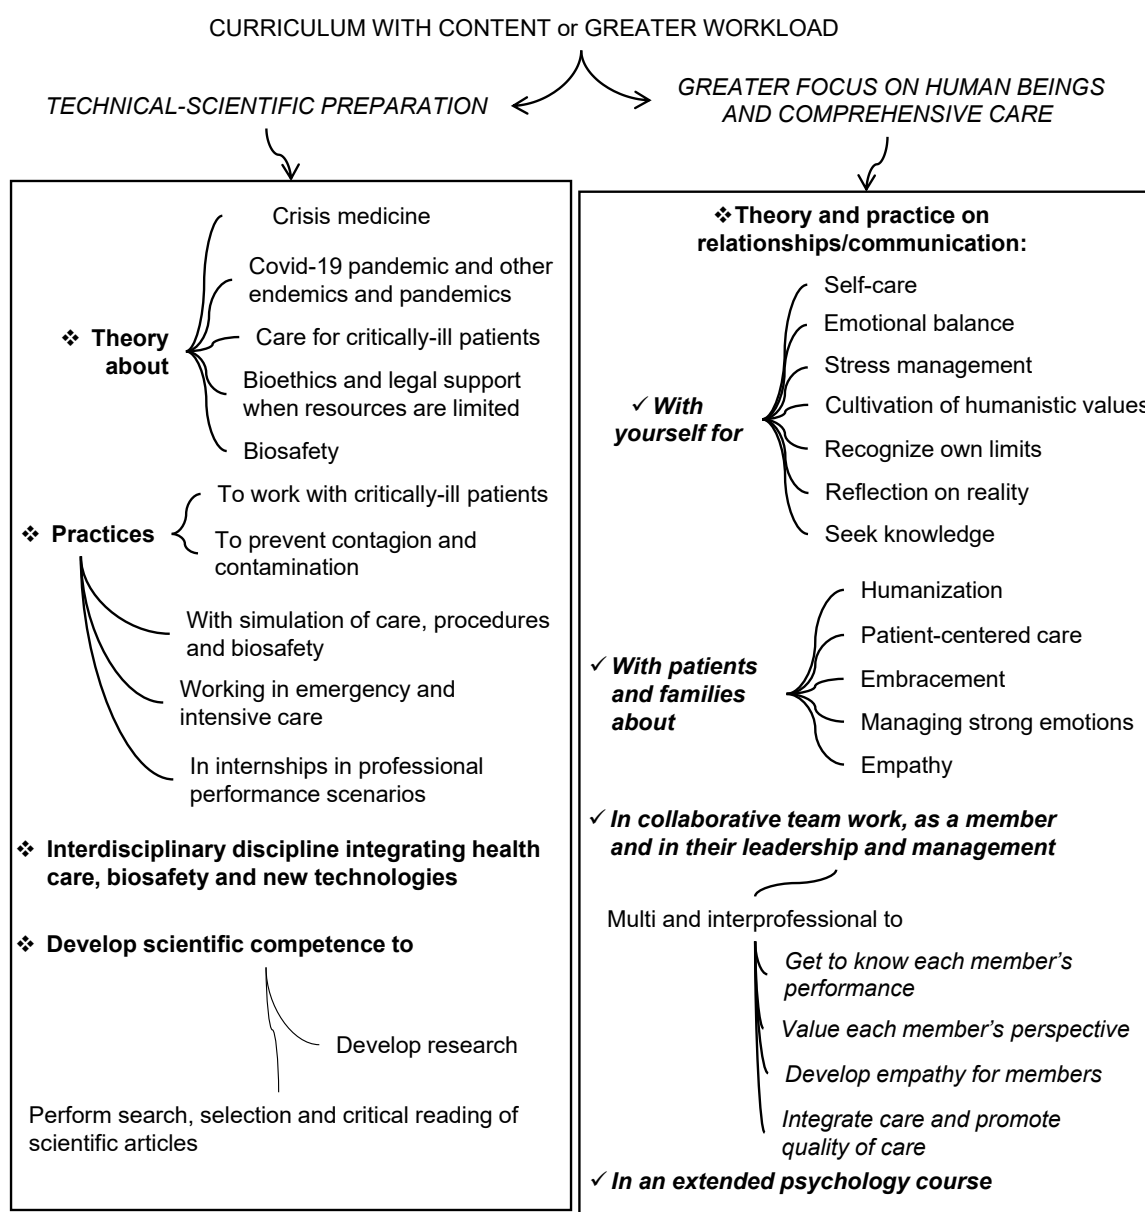 CURRICULUM WITH CONTENT or GREATER WORKLOAD
TECHNICAL-SCIENTIFIC PREPARATION
GREATER FOCUS ON HUMAN BEINGS
AND COMPREHENSIVE CARE
❖ Theory
about
Crisis medicine
Covid-19 pandemic and other
endemics and pandemics
Care for critically-ill patients
Bioethics and legal support
when resources are limited
Biosafety
❖ Practices
To work with critically-ill patients
To prevent contagion and
contamination
With simulation of care, procedures
and biosafety
Working in emergency and
intensive care
In internships in professional
performance scenarios
❖ Interdisciplinary discipline integrating health
care, biosafety and new technologies
❖ Develop scientific competence to
Develop research
Perform search, selection and critical reading of
scientific articles
❖Theory and practice on
relationships/communication:
✓ With
yourself for
Self-care
Emotional balance
Stress management
Cultivation of humanistic values
Recognize own limits
Reflection on reality
Seek knowledge
✓ With patients
and families
about
Humanization
Patient-centered care
Embracement
Managing strong emotions
Empathy
✓ In collaborative team work, as a member
and in their leadership and management
Multi and interprofessional to
Get to know each member’s
performance
Value each member’s perspective
Develop empathy for members
Integrate care and promote
quality of care
✓ In an extended psychology course